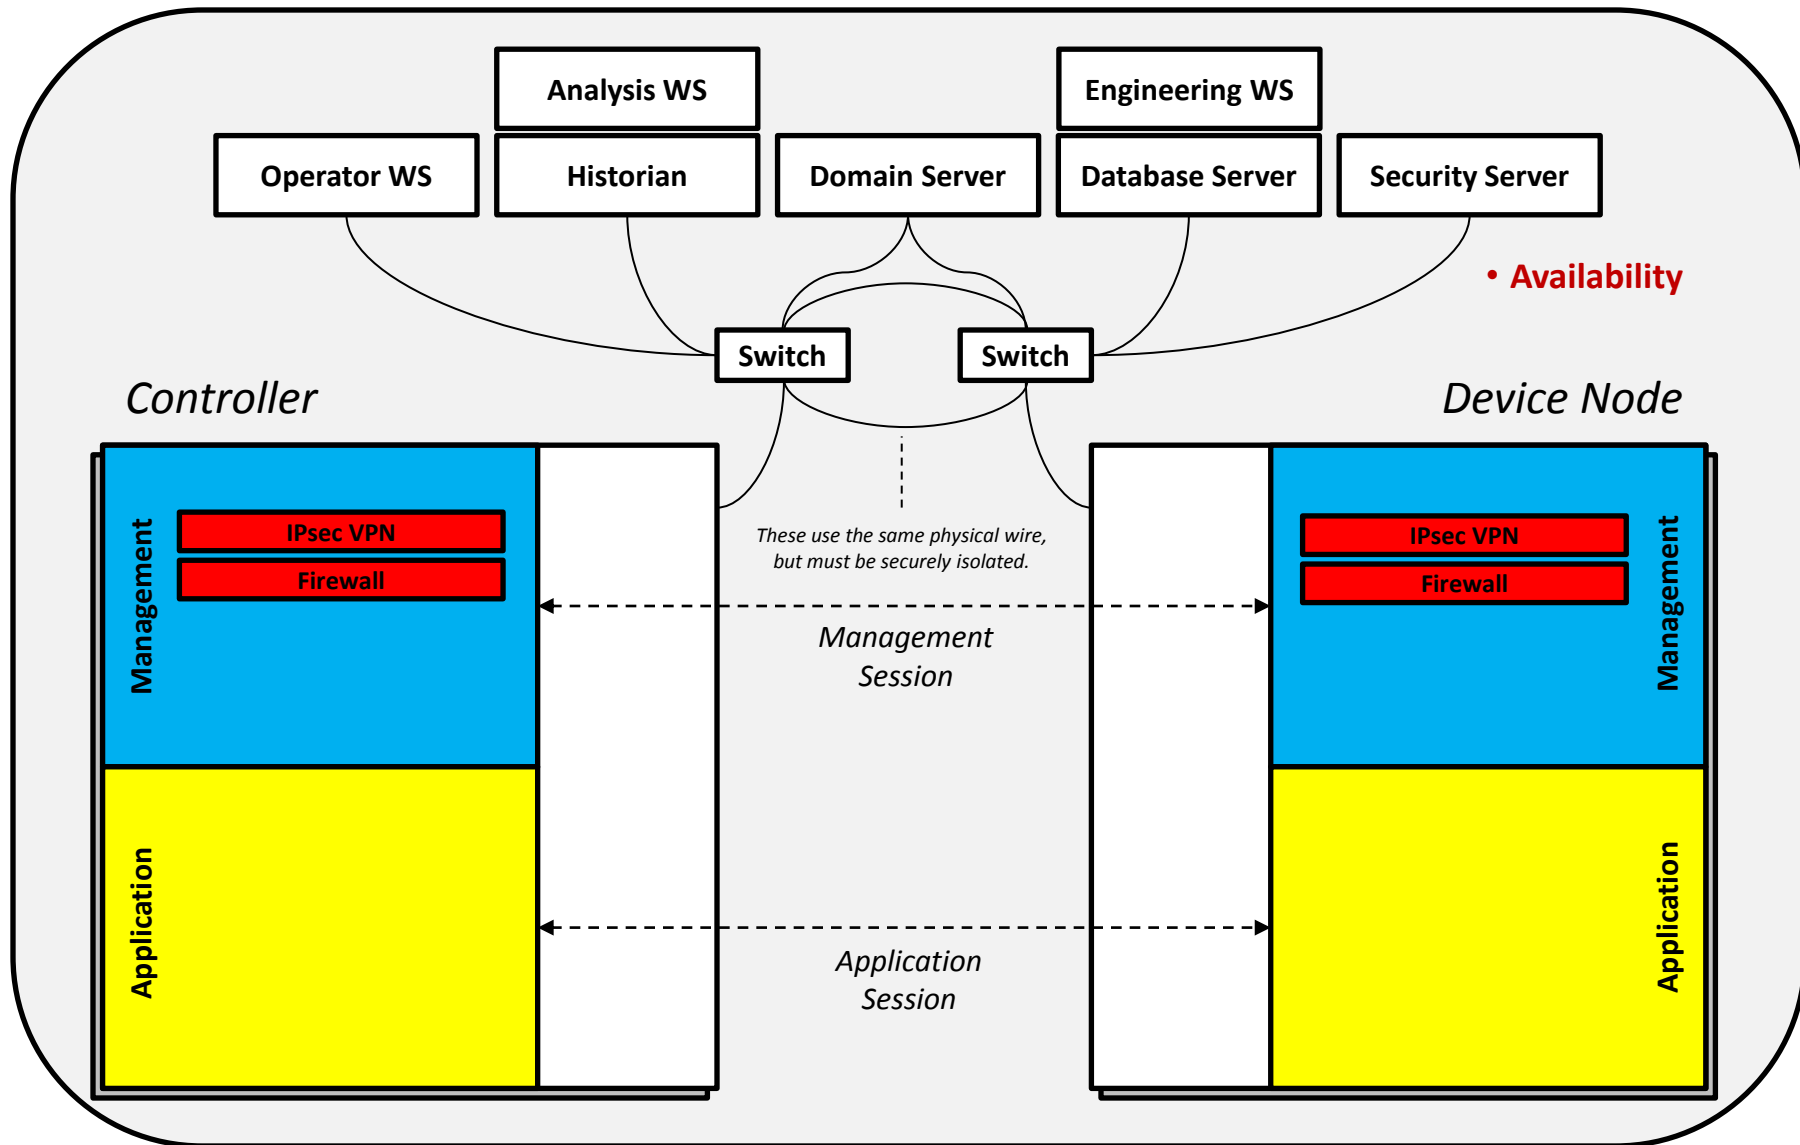 Analysis WS
Engineering WS
Operator WS
Historian
Domain Server
Database Server
Security Server
• Availability
Switch
Switch
Controller
Device Node
Management
IPsec VPN
Firewall
These use the same physical wire,
but must be securely isolated.
IPsec VPN
Firewall
Management
Management
Session
Application
Application
Session
Application